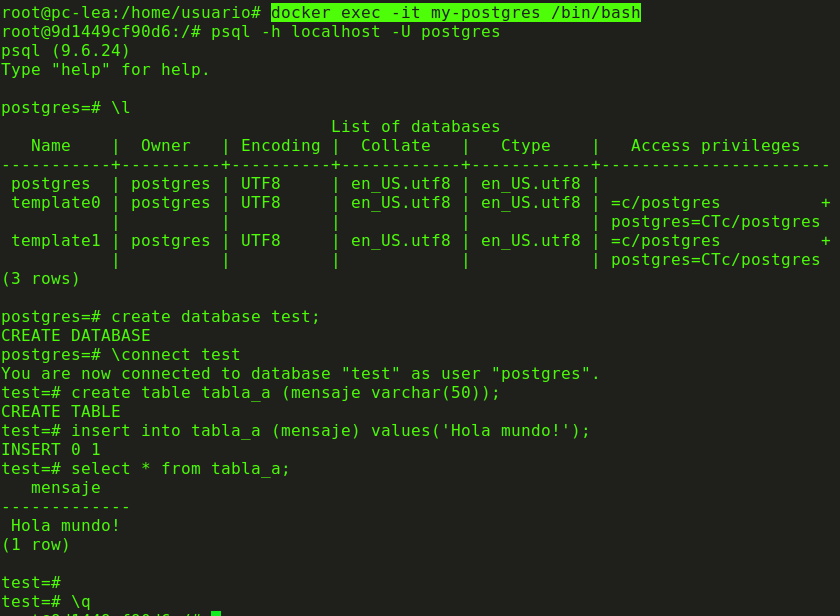 root@pc-lea:/home/usuario# docker exec -it my-postgres /bin/bash
root@9d1449cf90d6:/# psql -h localhost -U postgres
psql (9.6.24)
Type "help" for help.

postgres=# \l
                                 List of databases
   Name    |  Owner   | Encoding |  Collate   |   Ctype    |   Access privileges
-----------+----------+----------+------------+------------+-----------------------
 postgres  | postgres | UTF8     | en_US.utf8 | en_US.utf8 |
 template0 | postgres | UTF8     | en_US.utf8 | en_US.utf8 | =c/postgres          +
           |          |          |            |            | postgres=CTc/postgres
 template1 | postgres | UTF8     | en_US.utf8 | en_US.utf8 | =c/postgres          +
           |          |          |            |            | postgres=CTc/postgres
(3 rows)

postgres=# create database test;
CREATE DATABASE
postgres=# \connect test
You are now connected to database "test" as user "postgres".
test=# create table tabla_a (mensaje varchar(50));
CREATE TABLE
test=# insert into tabla_a (mensaje) values('Hola mundo!');
INSERT 0 1
test=# select * from tabla_a;
   mensaje
-------------
 Hola mundo!
(1 row)

test=#
test=# \q
root@9d1449cf90d6:/#